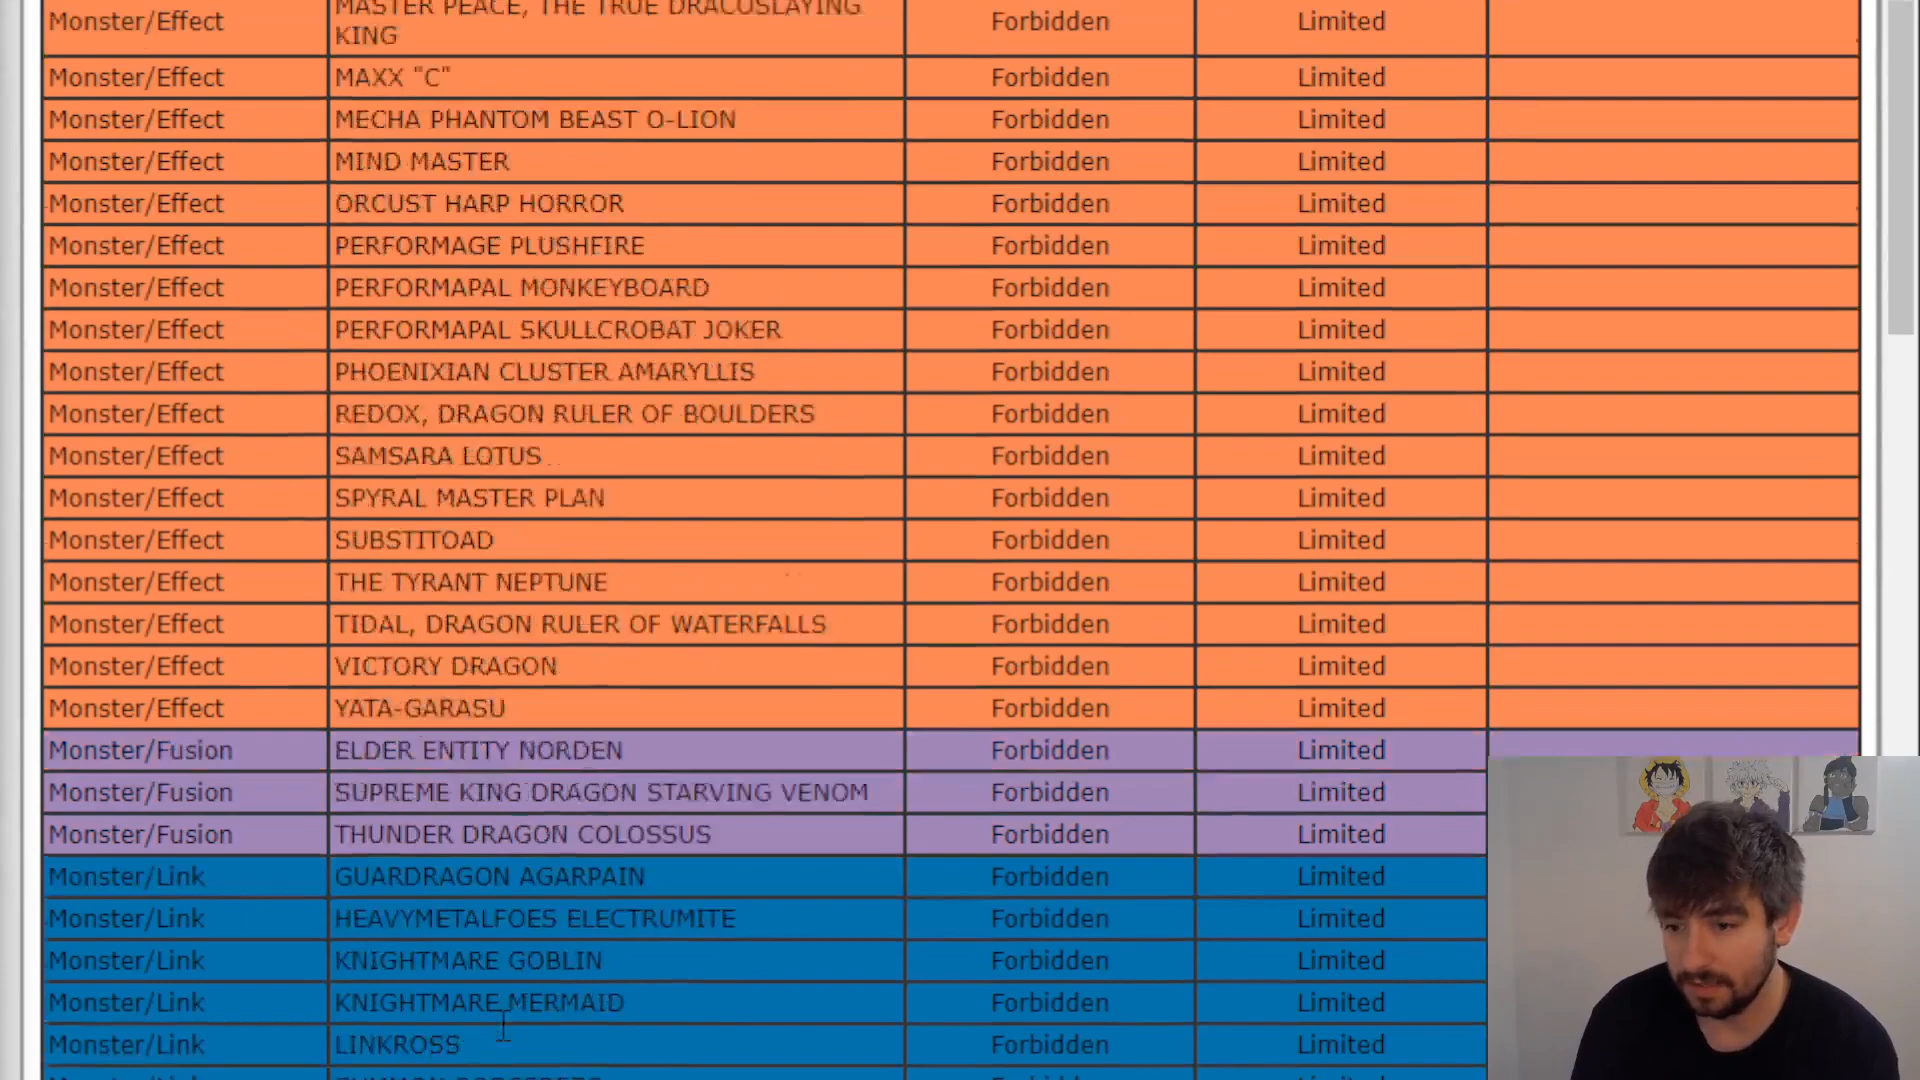 Monster/Effect MASTER PEACE, THE TRUE DRACOSLAYING KING Forbidden Limited
Monster/Effect MAXX "C" Forbidden Limited
Monster/Effect MECHA PHANTOM BEAST O-LION Forbidden Limited
Monster/Effect MIND MASTER Forbidden Limited
Monster/Effect ORCUST HARP HORROR Forbidden Limited
Monster/Effect PERFORMAGE PLUSHFIRE Forbidden Limited
Monster/Effect PERFORMAPAL MONKEYBOARD Forbidden Limited
Monster/Effect PERFORMAPAL SKULLCROBAT JOKER Forbidden Limited
Monster/Effect PHOENIXIAN CLUSTER AMARYLLIS Forbidden Limited
Monster/Effect REDOX, DRAGON RULER OF BOULDERS Forbidden Limited
Monster/Effect SAMSARA LOTUS Forbidden Limited
Monster/Effect SPYRAL MASTER PLAN Forbidden Limited
Monster/Effect SUBSTITOAD Forbidden Limited
Monster/Effect THE TYRANT NEPTUNE Forbidden Limited
Monster/Effect TIDAL, DRAGON RULER OF WATERFALLS Forbidden Limited
Monster/Effect VICTORY DRAGON Forbidden Limited
Monster/Effect YATA-GARASU Forbidden Limited
Monster/Fusion ELDER ENTITY NORDEN Forbidden Limited
Monster/Fusion SUPREME KING DRAGON STARVING VENOM Forbidden Limited
Monster/Fusion THUNDER DRAGON COLOSSUS Forbidden Limited
Monster/Link GUARDRAGON AGARPAIN Forbidden Limited
Monster/Link HEAVYMETALFOES ELECTRUMITE Forbidden Limited
Monster/Link KNIGHTMARE GOBLIN Forbidden Limited
Monster/Link KNIGHTMARE MERMAID Forbidden Limited
Monster/Link LINKROSS Forbidden Limited